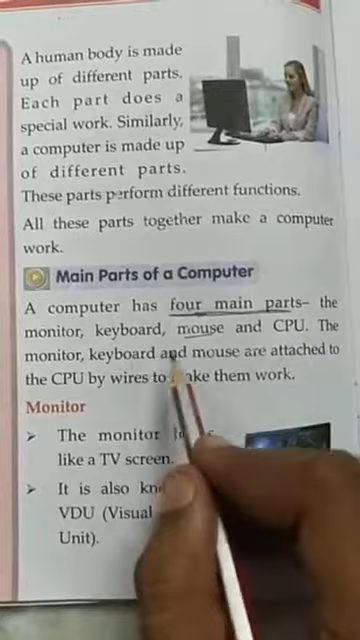 A human body is made
up of different parts.
Each part does a
special work. Similarly,
a computer is made up
of different parts.
These parts perform different functions.
All these parts together make a computer
work.
Main Parts of a Computer
A computer has four main parts– the
monitor, keyboard, mouse and CPU. The
monitor, keyboard and mouse are attached to
the CPU by wires to make them work.
Monitor
➢ The monitor
like a TV screen.
➢ It is also
VDU (Visual
Unit).